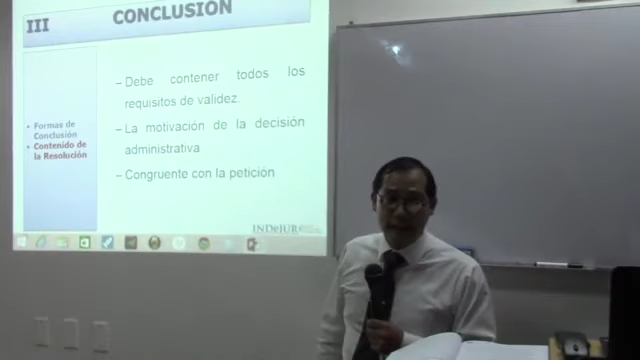 III
CONCLUSIÓN
– Debe contener todos los
requisitos de validez.
• Formas de
Conclusión
• Contenido de
la Resolución
– La motivación de la decisión
administrativa
– Congruente con la petición
INDeJUR